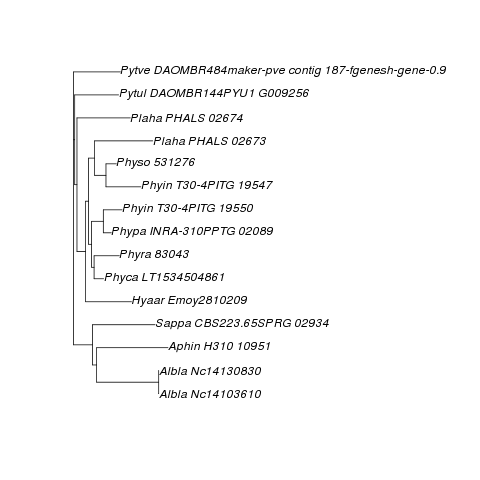 Pytve DAOMBR484maker-pve contig 187-fgenesh-gene-0.9
Pytul DAOMBR144PYU1 G009256
Plaha PHALS 02674
Plaha PHALS 02673
Physo 531276
Phyin T30-4PITG 19547
Phyin T30-4PITG 19550
Phypa INRA-310PPTG 02089
Phyra 83043
Phyca LT1534504861
Hyaar Emoy2810209
Sappa CBS223.65SPRG 02934
Aphin H310 10951
Albla Nc14130830
Albla Nc14103610